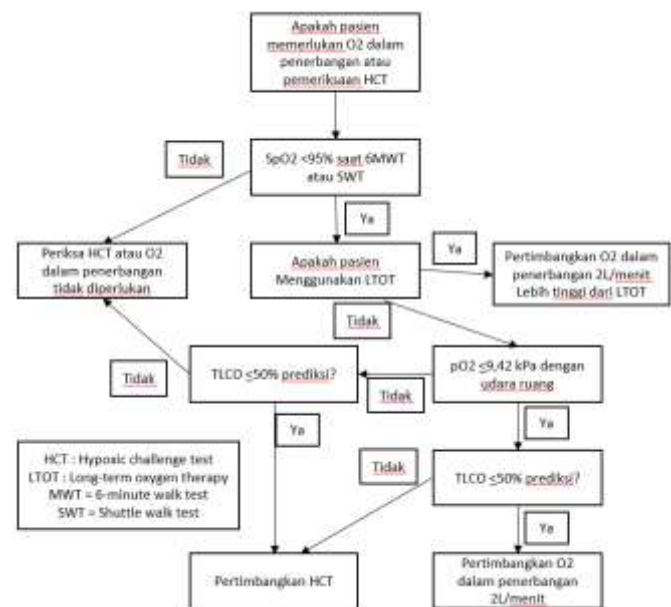 Apakah pasien
memerlukan O2 dalam
penerbangan atau
pemeriksaan HCT
Tidak
SpO2 <95% saat 6MWT
atau SWT
Ya
Periksa HCT atau O2
dalam penerbangan
tidak diperlukan
Apakah pasien
Menggunakan LTOT
Ya
Pertimbangkan O2 dalam
penerbangan 2L/menit
Lebih tinggi dari LTOT
Tidak
Tidak
TLCO ≤50% prediksi?
Tidak
pO2 ≤9,42 kPa dengan
udara ruang
Ya
Ya
HCT : Hypoxic challenge test
LTOT : Long-term oxygen therapy
MWT = 6-minute walk test
SWT = Shuttle walk test
Tidak
TLCO ≤50% prediksi?
Ya
Pertimbangkan HCT
Pertimbangkan O2
dalam penerbangan
2L/menit